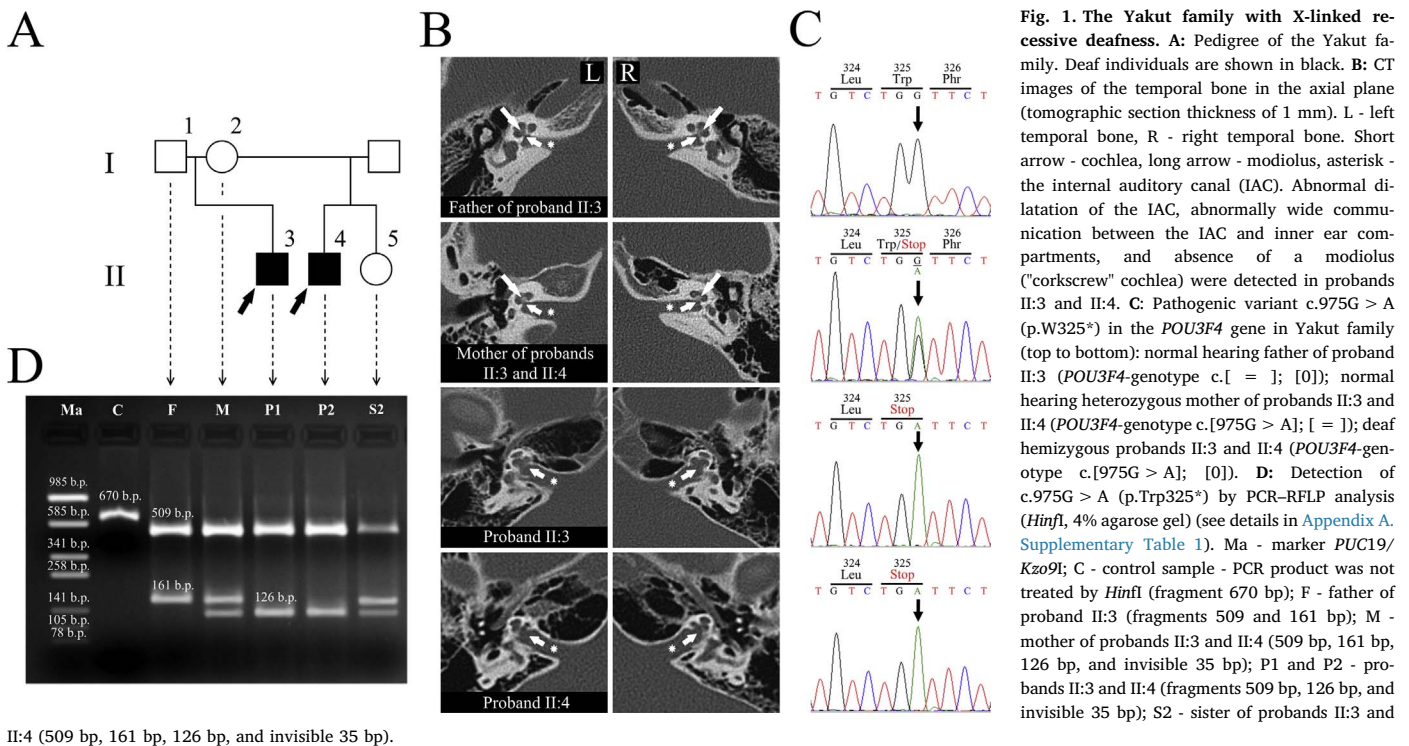 A
1
2
I
3
4
5
II
D
Ma C F M P1 P2 S2
985 b.p.
670 b.p.
585 b.p.
509 b.p.
341 b.p.
258 b.p.
161 b.p.
126 b.p.
141 b.p.
105 b.p.
78 b.p.
B
L R
Father of proband II:3
Mother of probands
II:3 and II:4
Proband II:3
Proband II:4
C
324 325 326
Leu Trp Phr
T G T C T G G T T C T
324 325 326
Leu Trp/Stop Phr
T G T C T G G T T C T
A
324 325
Leu Stop
T G T C T G A T T C T
324 325
Leu Stop
T G T C T G A T T C T
Fig. 1. The Yakut family with X-linked re-
cessive deafness. A: Pedigree of the Yakut fa-
mily. Deaf individuals are shown in black. B: CT
images of the temporal bone in the axial plane
(tomographic section thickness of 1 mm). L - left
temporal bone, R - right temporal bone. Short
arrow - cochlea, long arrow - modiolus, asterisk -
the internal auditory canal (IAC). Abnormal di-
latation of the IAC, abnormally wide commu-
nication between the IAC and inner ear com-
partments, and absence of a modiolus
("corkscrew" cochlea) were detected in probands
II:3 and II:4. C: Pathogenic variant c.975G > A
(p.W325*) in the POU3F4 gene in Yakut family
(top to bottom): normal hearing father of proband
II:3 (POU3F4-genotype c.[ = ]; [0]); normal
hearing heterozygous mother of probands II:3 and
II:4 (POU3F4-genotype c.[975G > A]; [ = ]); deaf
hemizygous probands II:3 and II:4 (POU3F4-gen-
otype c.[975G > A]; [0]). D: Detection of
c.975G > A (p.Trp325*) by PCR–RFLP analysis
(HinfI, 4% agarose gel) (see details in Appendix A.
Supplementary Table 1). Ma - marker PUC19/
Kzo9I; C - control sample - PCR product was not
treated by HinfI (fragment 670 bp); F - father of
proband II:3 (fragments 509 and 161 bp); M -
mother of probands II:3 and II:4 (509 bp, 161 bp,
126 bp, and invisible 35 bp); P1 and P2 - pro-
bands II:3 and II:4 (fragments 509 bp, 126 bp, and
invisible 35 bp); S2 - sister of probands II:3 and
II:4 (509 bp, 161 bp, 126 bp, and invisible 35 bp).